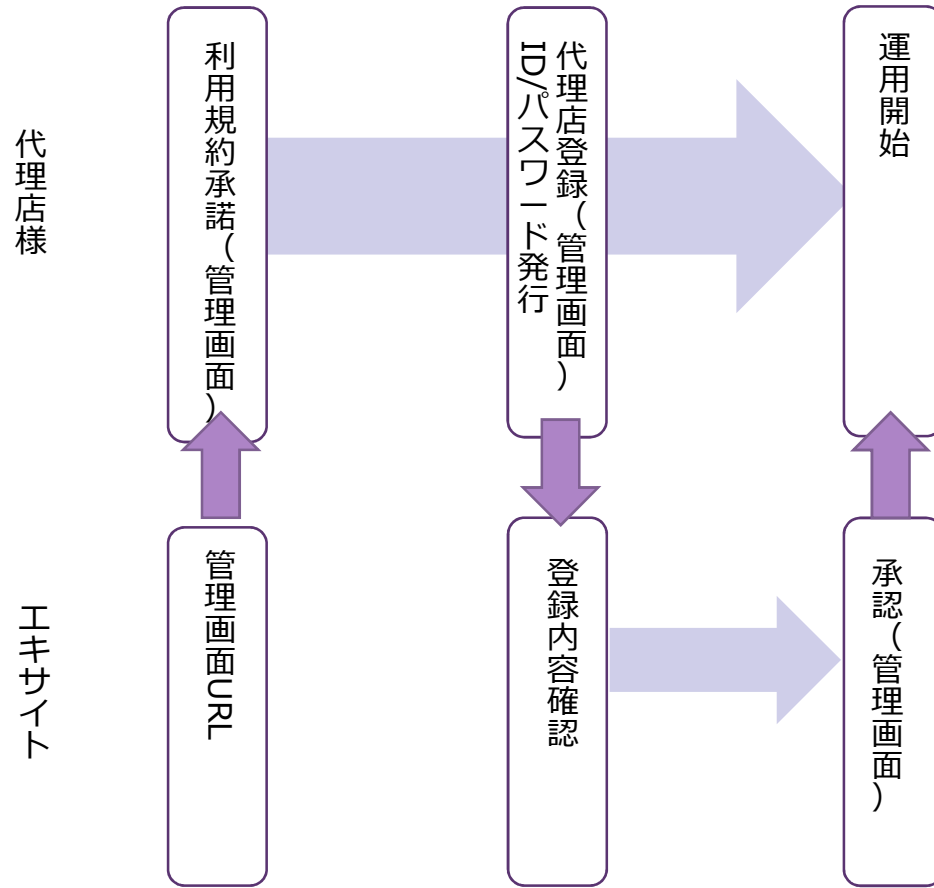 代理店様
利用規約承諾（管理画面）
代理店登録（管理画面）
ID/パスワード発行
運用開始
エキサイト
管理画面URL
登録内容確認
承認（管理画面）